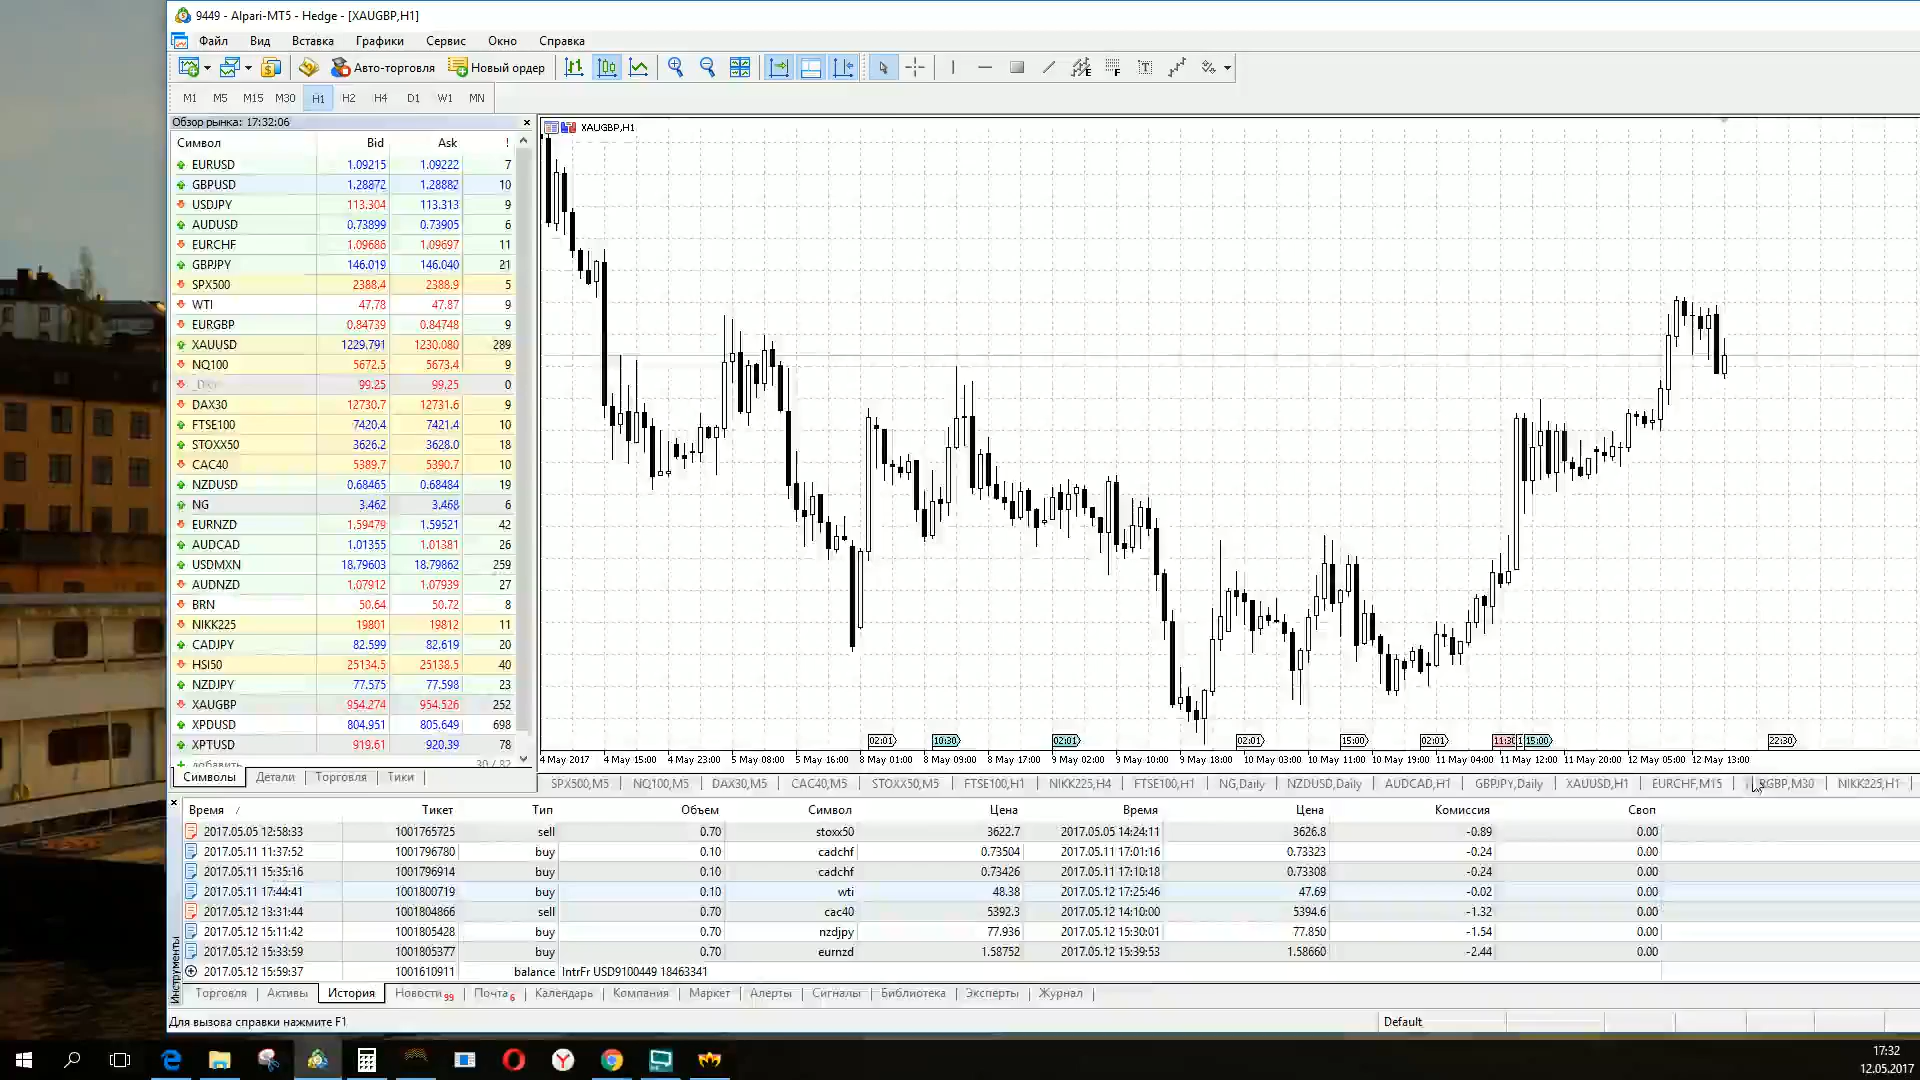 9449 - Alpari-MT5 - Hedge - [XAUGBP,H1]
Файл Вид Вставка Графики Сервис Окно Справка
Авто-торговля Новый ордер
M1 M5 M15 M30 H1 H2 H4 D1 W1 MN
Обзор рынка: 17:32:06
Символ Bid Ask !
EURUSD 1.09215 1.09222 7
GBPUSD 1.28872 1.28882 10
USDJPY 113.304 113.313 9
AUDUSD 0.73899 0.73905 6
EURCHF 1.09686 1.09697 11
GBPJPY 146.019 146.040 21
SPX500 2388.4 2388.9 5
WTI 47.78 47.87 9
EURGBP 0.84739 0.84748 9
XAUUSD 1229.791 1230.080 289
NQ100 5672.5 5673.4 9
99.25 99.25 0
DAX30 12730.7 12731.6 9
FTSE100 7420.4 7421.4 10
STOXX50 3626.2 3628.0 18
CAC40 5389.7 5390.7 10
NZDUSD 0.68465 0.68484 19
NG 3.462 3.468 6
EURNZD 1.59479 1.59521 42
AUDCAD 1.01355 1.01381 26
USDMXN 18.79603 18.79862 259
AUDNZD 1.07912 1.07939 27
BRN 50.64 50.72 8
NIKK225 19801 19812 11
CADJPY 82.599 82.619 20
HSI50 25134.5 25138.5 40
NZDJPY 77.575 77.598 23
XAUGBP 954.274 954.526 252
XPDUSD 804.951 805.649 698
XPTUSD 919.61 920.39 78
добавить 30 / 82
Символы Детали Торговля Тики
XAUGBP,H1
02:01 10:30 02:01 02:01 15:00 02:01 11:30 15:00 22:30
4 May 2017 4 May 15:00 4 May 23:00 5 May 08:00 5 May 16:00 8 May 01:00 8 May 09:00 8 May 17:00 9 May 02:00 9 May 10:00 9 May 18:00 10 May 03:00 10 May 11:00 10 May 19:00 11 May 04:00 11 May 12:00 11 May 20:00 12 May 05:00 12 May 13:00
SPX500,M5 NQ100,M5 DAX30,M5 CAC40,M5 STOXX50,M5 FTSE100,H1 NIKK225,H4 FTSE100,H1 NG,Daily NZDUSD,Daily AUDCAD,H1 GBPJPY,Daily XAUUSD,H1 EURCHF,M15 RGBP,M30 NIKK225,H1
Время / Тикет Тип Объем Символ Цена Время Цена Комиссия Своп
2017.05.05 12:58:33 1001765725 sell 0.70 stoxx50 3622.7 2017.05.05 14:24:11 3626.8 -0.89 0.00
2017.05.11 11:37:52 1001796780 buy 0.10 cadchf 0.73504 2017.05.11 17:01:16 0.73323 -0.24 0.00
2017.05.11 15:35:16 1001796914 buy 0.10 cadchf 0.73426 2017.05.11 17:10:18 0.73308 -0.24 0.00
2017.05.11 17:44:41 1001800719 buy 0.10 wti 48.38 2017.05.12 17:25:46 47.69 -0.02 0.00
2017.05.12 13:31:44 1001804866 sell 0.70 cac40 5392.3 2017.05.12 14:10:00 5394.6 -1.32 0.00
2017.05.12 15:11:42 1001805428 buy 0.70 nzdjpy 77.936 2017.05.12 15:30:01 77.850 -1.54 0.00
2017.05.12 15:33:59 1001805377 buy 0.70 eurnzd 1.58752 2017.05.12 15:39:53 1.58660 -2.44 0.00
2017.05.12 15:59:37 1001610911 balance IntrFr USD9100449 18463341
Инструменты
Торговля Активы История Новости 99 Почта 6 Календарь Компания Маркет Алерты Сигналы Библиотека Эксперты Журнал
Для вызова справки нажмите F1 Default
17:32
12.05.2017